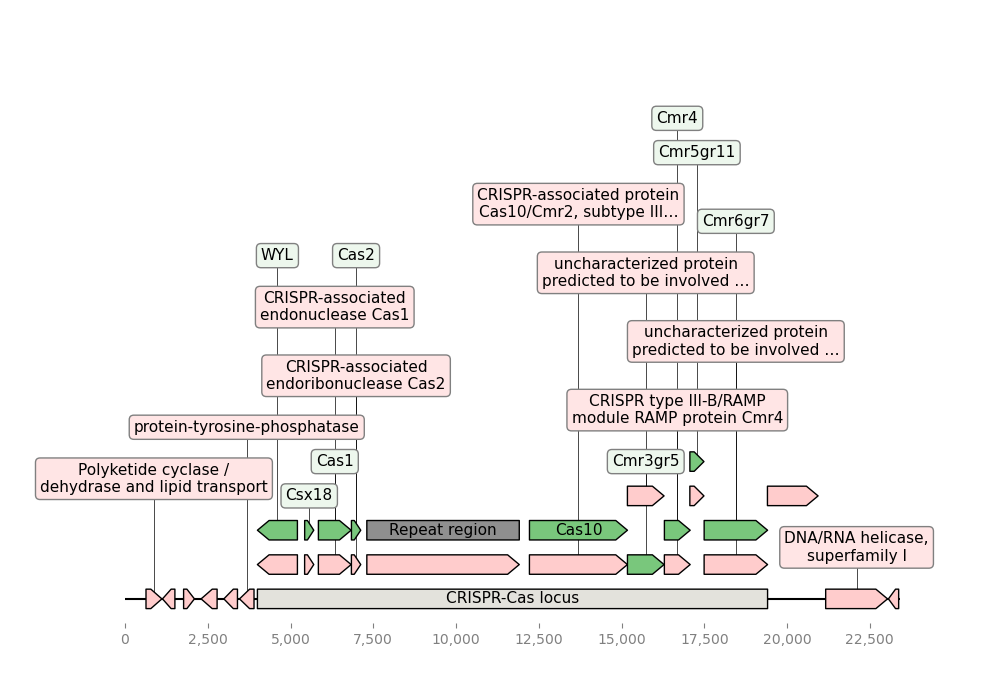 Cmr4
Cmr5gr11
CRISPR-associated protein
Cas10/Cmr2, subtype III...
Cmr6gr7
WYL
Cas2
uncharacterized protein
predicted to be involved ...
CRISPR-associated
endonuclease Cas1
uncharacterized protein
predicted to be involved ...
CRISPR-associated
endoribonuclease Cas2
CRISPR type III-B/RAMP
module RAMP protein Cmr4
protein-tyrosine-phosphatase
Cas1
Cmr3gr5
Polyketide cyclase /
dehydrase and lipid transport
Csx18
Repeat region
Cas10
DNA/RNA helicase,
superfamily I
CRISPR-Cas locus
0
2,500
5,000
7,500
10,000
12,500
15,000
17,500
20,000
22,500